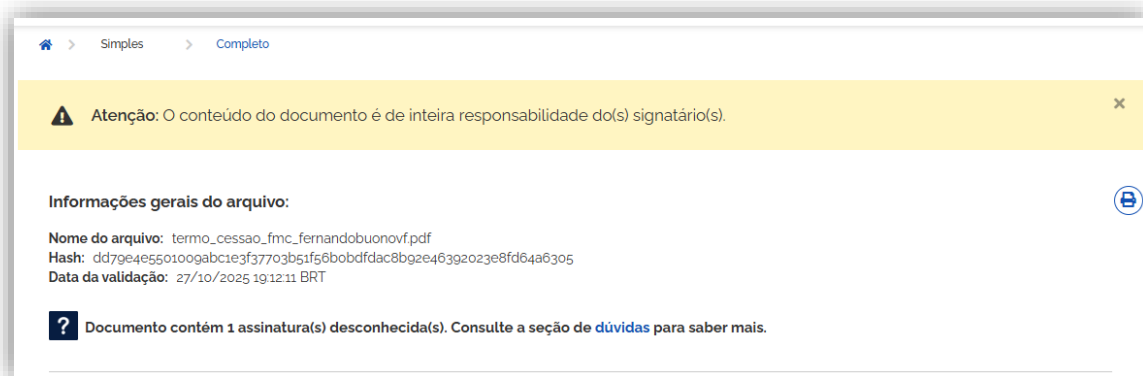 Simples Completo
Atenção: O conteúdo do documento é de inteira responsabilidade do(s) signatário(s).
Informações gerais do arquivo:
Nome do arquivo: termo_cessao_fmc_fernandobuonovf.pdf
Hash: dd79e4e5501009abc1e3f37703b51f56b0bdfdac8b92e46392023e8fd64a6305
Data da validação: 27/10/2025 19:12:11 BRT
? Documento contém 1 assinatura(s) desconhecida(s). Consulte a seção de dúvidas para saber mais.